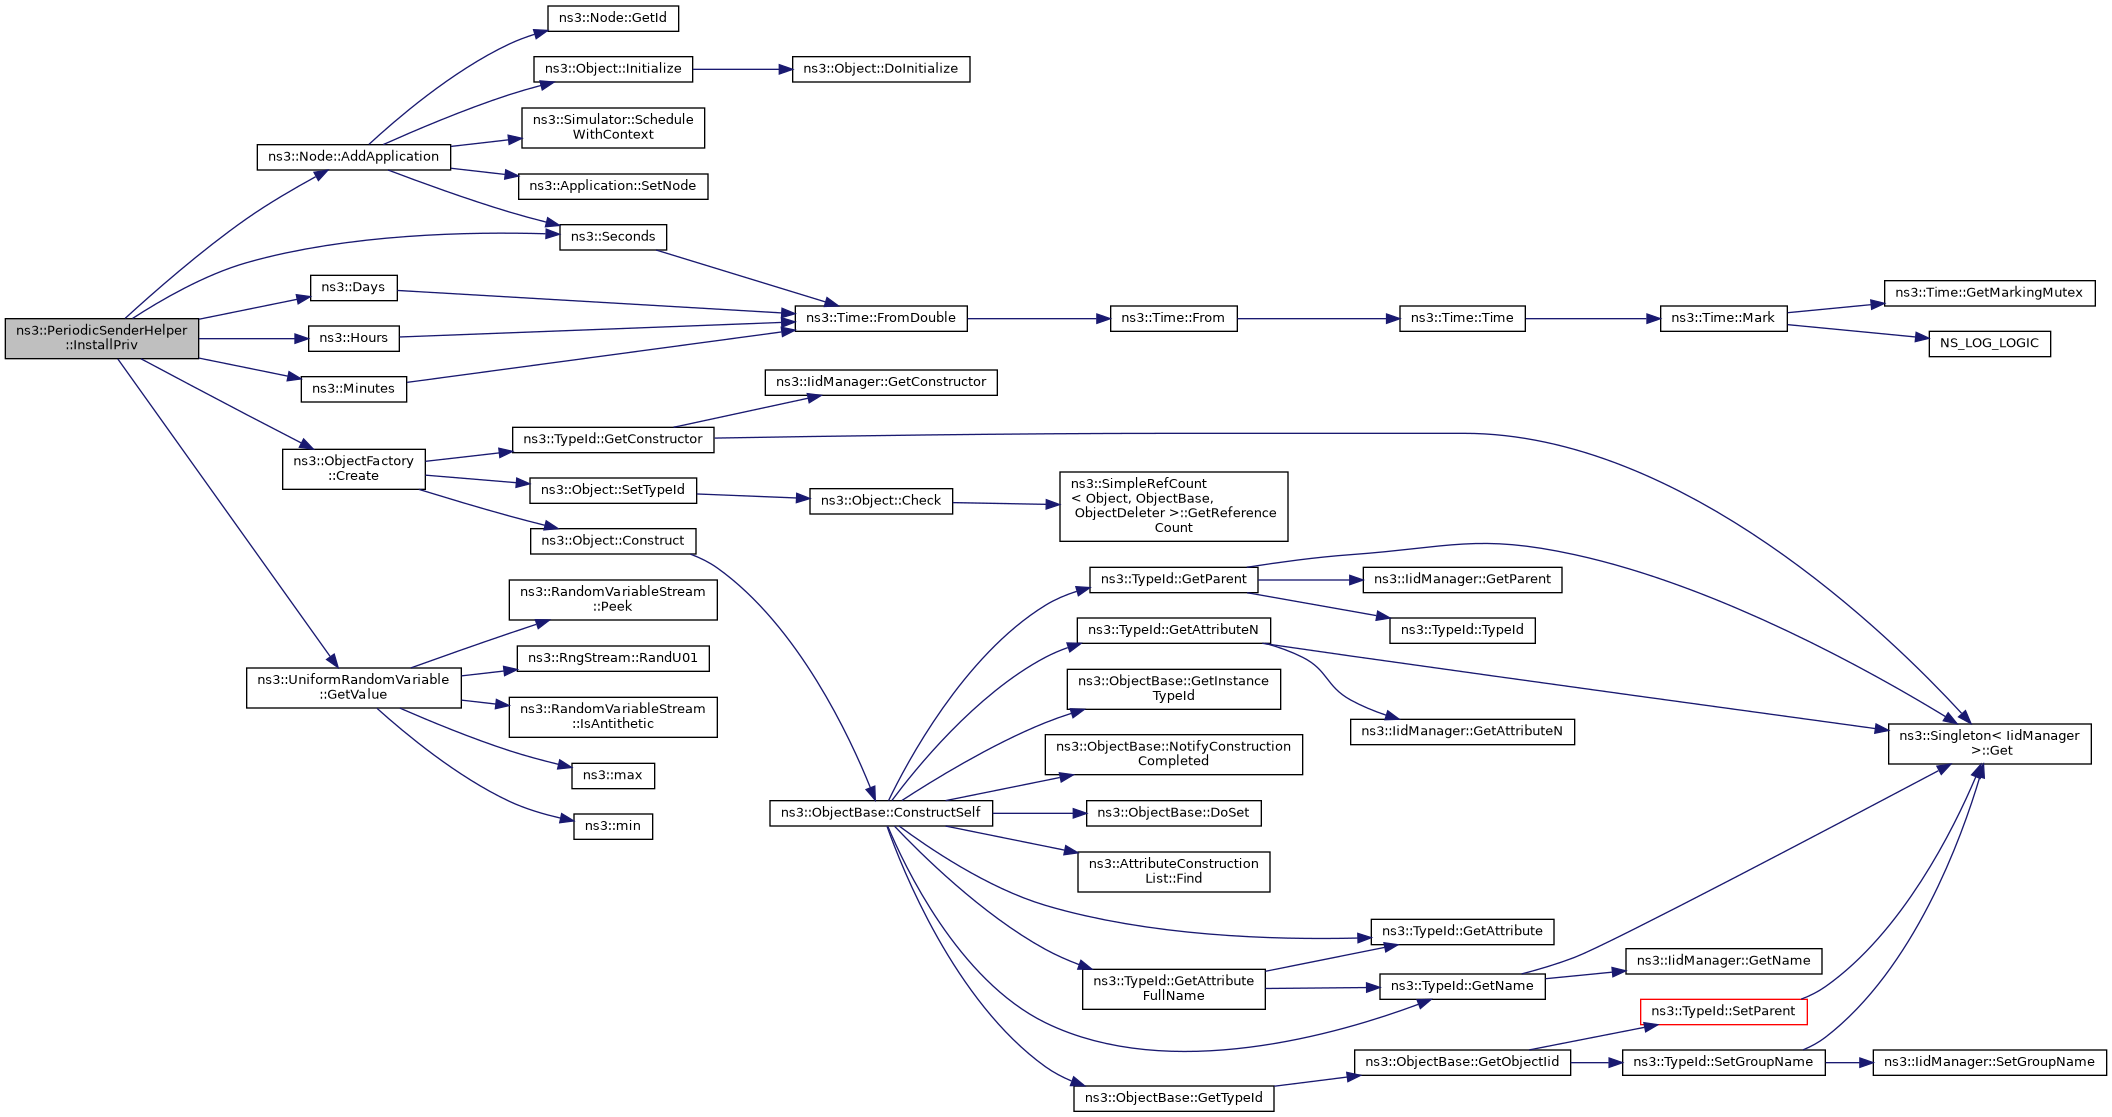 ns3::Node::GetId
ns3::Object::Initialize
ns3::Object::DoInitialize
ns3::Simulator::Schedule
WithContext
ns3::Node::AddApplication
ns3::Application::SetNode
ns3::Seconds
ns3::PeriodicSenderHelper
::InstallPriv
ns3::Days
ns3::Hours
ns3::Minutes
ns3::Time::FromDouble
ns3::Time::From
ns3::Time::Time
ns3::Time::Mark
ns3::Time::GetMarkingMutex
NS_LOG_LOGIC
ns3::IidManager::GetConstructor
ns3::TypeId::GetConstructor
ns3::ObjectFactory
::Create
ns3::Object::SetTypeId
ns3::Object::Check
ns3::SimpleRefCount
< Object, ObjectBase,
ObjectDeleter >::GetReference
Count
ns3::Object::Construct
ns3::RandomVariableStream
::Peek
ns3::RngStream::RandU01
ns3::UniformRandomVariable
::GetValue
ns3::RandomVariableStream
::IsAntithetic
ns3::max
ns3::min
ns3::TypeId::GetParent
ns3::IidManager::GetParent
ns3::TypeId::TypeId
ns3::TypeId::GetAttributeN
ns3::ObjectBase::GetInstance
TypeId
ns3::IidManager::GetAttributeN
ns3::Singleton< IidManager
>::Get
ns3::ObjectBase::NotifyConstruction
Completed
ns3::ObjectBase::ConstructSelf
ns3::ObjectBase::DoSet
ns3::AttributeConstruction
List::Find
ns3::TypeId::GetAttribute
ns3::TypeId::GetAttribute
FullName
ns3::TypeId::GetName
ns3::IidManager::GetName
ns3::TypeId::SetParent
ns3::ObjectBase::GetObjectIid
ns3::TypeId::SetGroupName
ns3::IidManager::SetGroupName
ns3::ObjectBase::GetTypeId